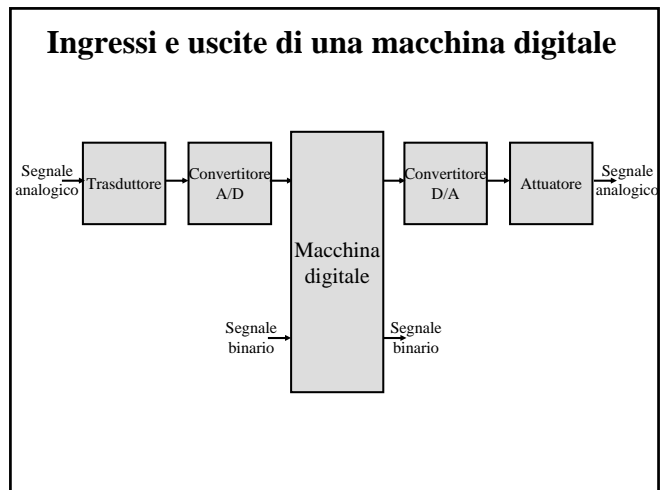 Ingressi e uscite di una macchina digitale
Segnale
analogico
Trasduttore
Convertitore
A/D
Macchina
digitale
Convertitore
D/A
Attuatore
Segnale
analogico
Segnale
binario
Segnale
binario